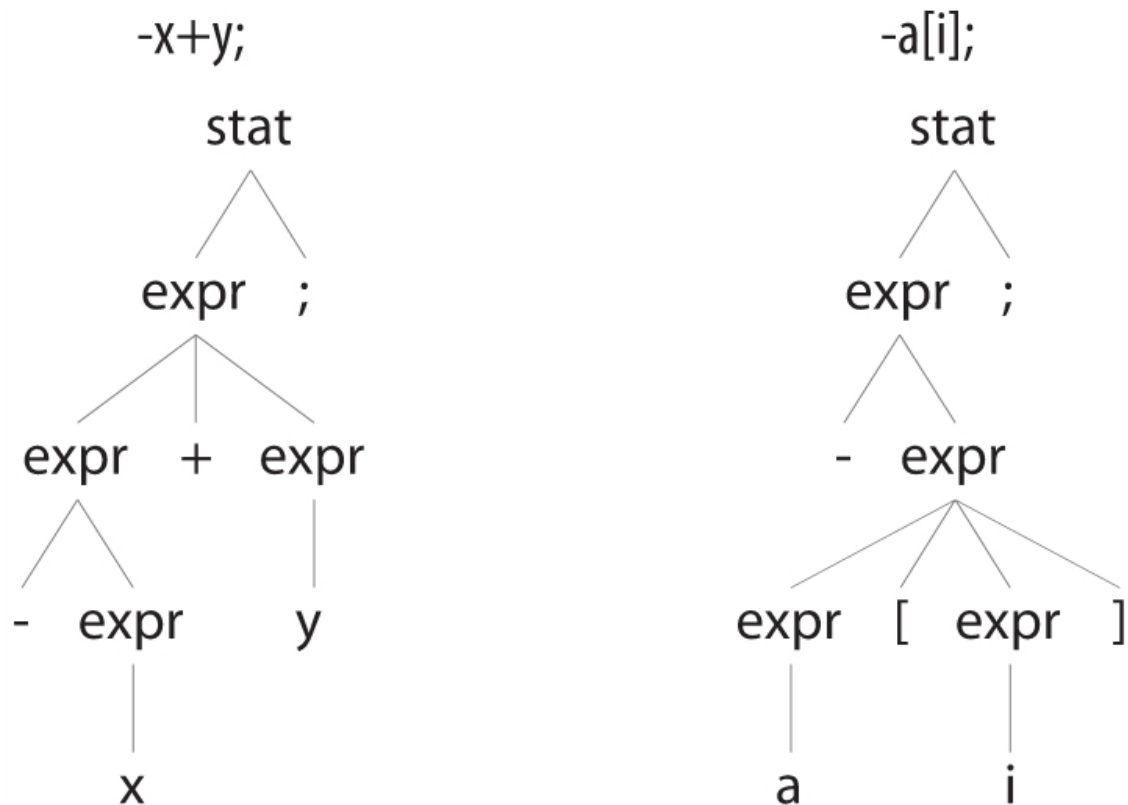 -x+y; -a[i];
stat stat
expr ; expr ;
expr + expr - expr
- expr y expr [ expr ]
x a i